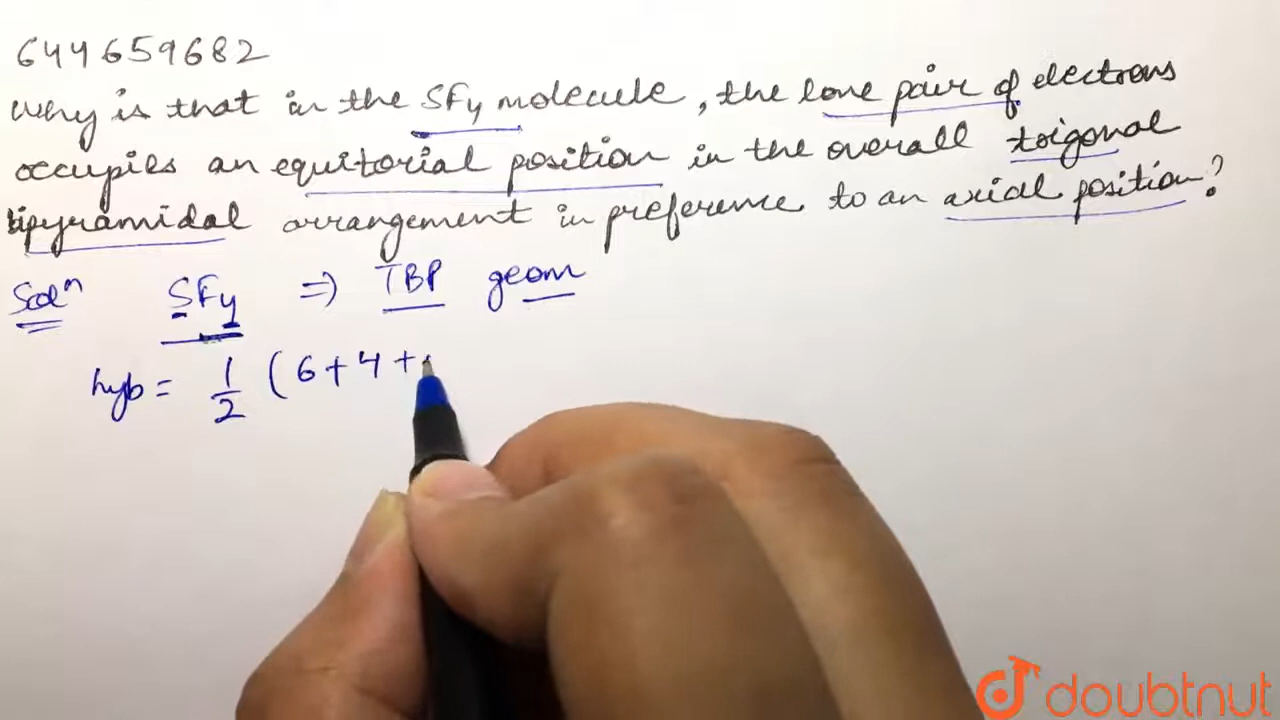 644659682
Why is that in the SF4 molecule, the lone pair of electrons
occupies an equitorial position in the overall trigonal
bipyramidal arrangement in preference to an axial position?
Solⁿ SF4 ⇒ TBP geom
hyb = 1/2 (6+4+
doubtnut